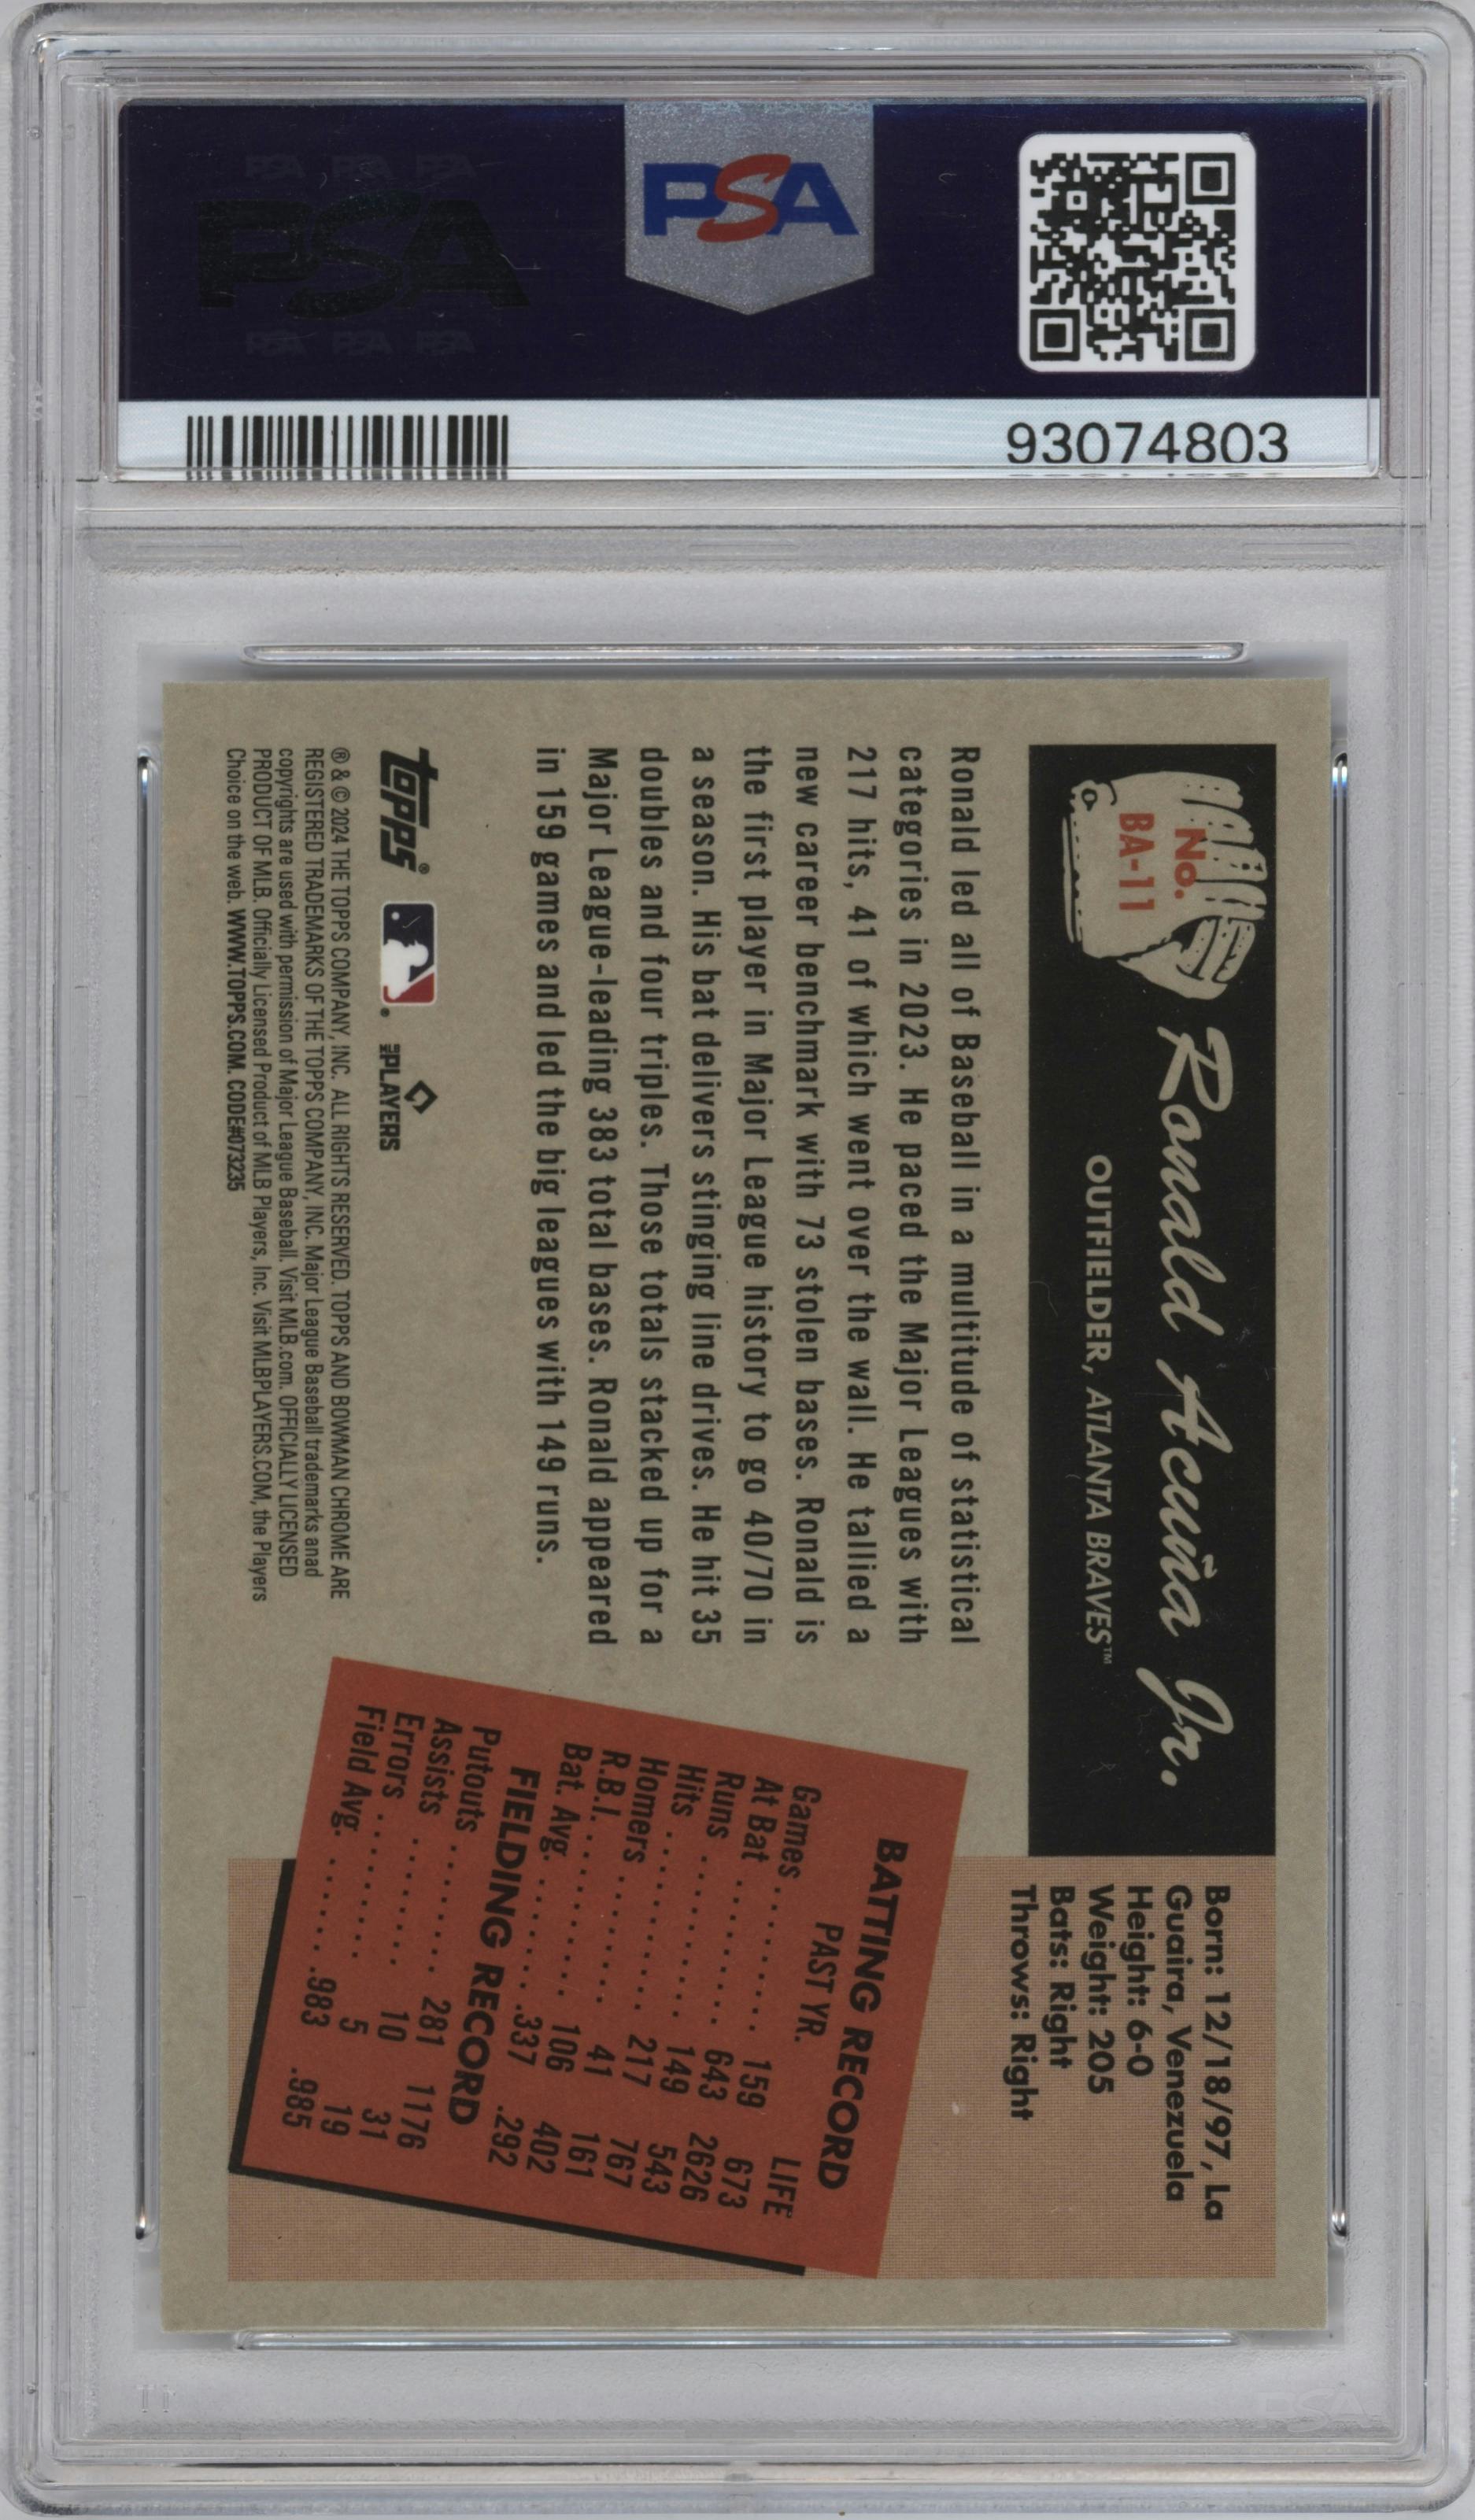 PSA PSA PSA
PSA
PSA PSA PSA
PSA
93074803
No.
BA-11
Ronald Acuña Jr.
OUTFIELDER, ATLANTA BRAVES™
Born: 12/18/97, La
Guaira, Venezuela
Height: 6-0
Weight: 205
Bats: Right
Throws: Right
Ronald led all of Baseball in a multitude of statistical
categories in 2023. He paced the Major Leagues with
217 hits, 41 of which went over the wall. He tallied a
new career benchmark with 73 stolen bases. Ronald is
the first player in Major League history to go 40/70 in
a season. His bat delivers stinging line drives. He hit 35
doubles and four triples. Those totals stacked up for a
Major League-leading 383 total bases. Ronald appeared
in 159 games and led the big leagues with 149 runs.
BATTING RECORD
PAST YR. LIFE
Games .......... 159 673
At Bat .......... 643 2626
Runs .......... 149 543
Hits .......... 217 767
Homers .......... 41 161
R.B.I. .......... 106 402
Bat. Avg. .......... .337 .292
FIELDING RECORD
Putouts .......... 281 1176
Assists .......... 10 31
Errors .......... 5 19
Field Avg. .......... .983 .985
topps® ® MLB PLAYERS
® & © 2024 THE TOPPS COMPANY, INC. ALL RIGHTS RESERVED. TOPPS AND BOWMAN CHROME ARE
REGISTERED TRADEMARKS OF THE TOPPS COMPANY, INC. Major League Baseball trademarks anad
copyrights are used with permission of Major League Baseball. Visit MLB.com. OFFICIALLY LICENSED
PRODUCT OF MLB. Officially Licensed Product of MLB Players, Inc. Visit MLBPLAYERS.COM, the Players
Choice on the web. WWW.TOPPS.COM. CODE#073235
PSA